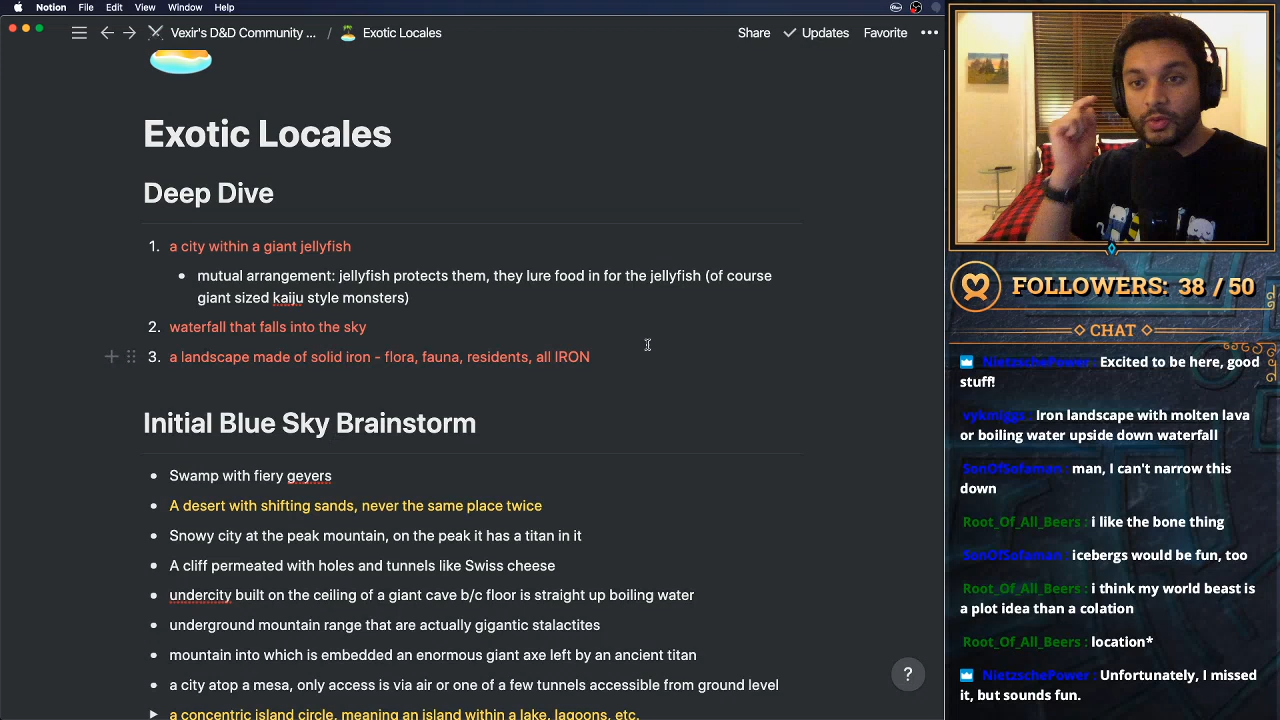 Notion File Edit View Window Help
Vexir's D&D Community ... / Exotic Locales
Share Updates Favorite
Exotic Locales
Deep Dive
1. a city within a giant jellyfish
mutual arrangement: jellyfish protects them, they lure food in for the jellyfish (of course
giant sized kaiju style monsters)
2. waterfall that falls into the sky
3. a landscape made of solid iron - flora, fauna, residents, all IRON
Initial Blue Sky Brainstorm
Swamp with fiery geyers
A desert with shifting sands, never the same place twice
Snowy city at the peak mountain, on the peak it has a titan in it
A cliff permeated with holes and tunnels like Swiss cheese
undercity built on the ceiling of a giant cave b/c floor is straight up boiling water
underground mountain range that are actually gigantic stalactites
mountain into which is embedded an enormous giant axe left by an ancient titan
a city atop a mesa, only access is via air or one of a few tunnels accessible from ground level
a concentric island circle, meaning an island within a lake, lagoons, etc.
?
FOLLOWERS: 38 / 50
CHAT
NietzschePower : Excited to be here, good
stuff!
vykmiggs : Iron landscape with molten lava
or boiling water upside down waterfall
SonOfSofaman : man, I can't narrow this
down
Root_Of_All_Beers : i like the bone thing
SonOfSofaman : icebergs would be fun, too
Root_Of_All_Beers : i think my world beast is
a plot idea than a colation
Root_Of_All_Beers : location*
NietzschePower : Unfortunately, I missed
it, but sounds fun.